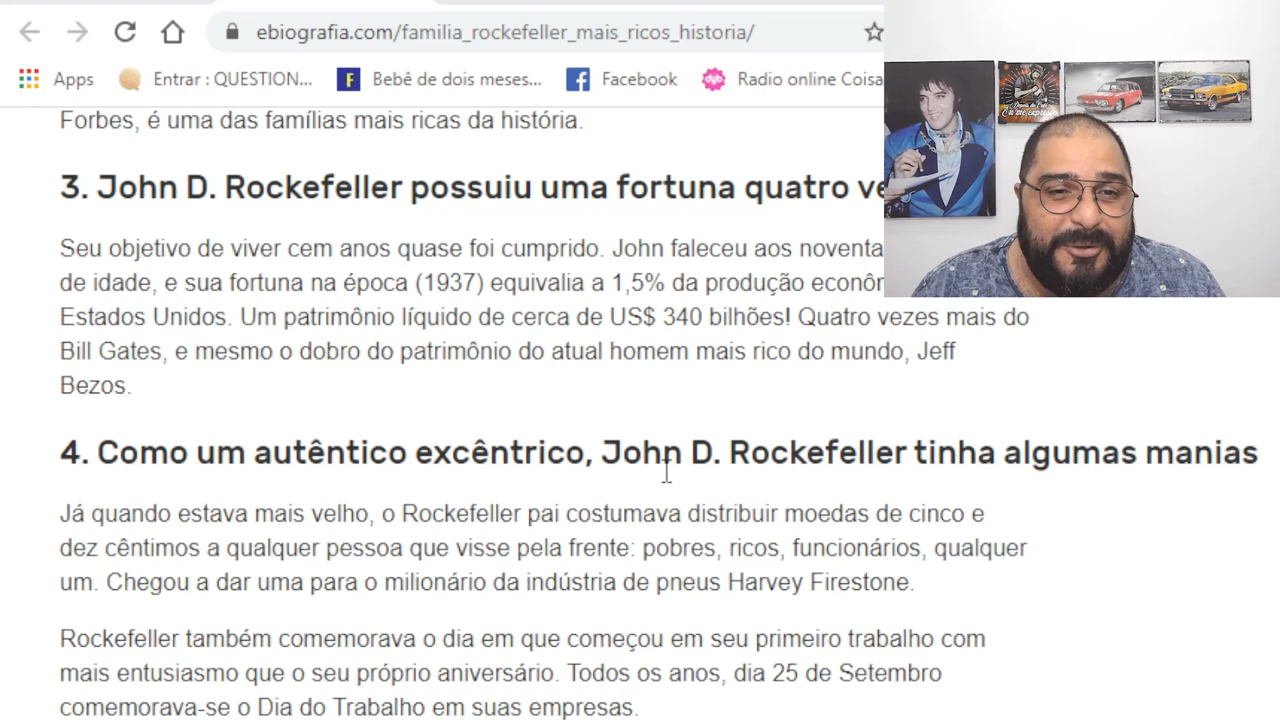 ebiografia.com/familia_rockefeller_mais_ricos_historia/
Apps Entrar : QUESTION... Bebê de dois meses... Facebook Radio online Coisa
Forbes, é uma das famílias mais ricas da história.
3. John D. Rockefeller possuiu uma fortuna quatro
Seu objetivo de viver cem anos quase foi cumprido. John faleceu aos noventa
de idade, e sua fortuna na época (1937) equivalia a 1,5% da produção
Estados Unidos. Um patrimônio líquido de cerca de US$ 340 bilhões! Quatro vezes mais do
Bill Gates, e mesmo o dobro do patrimônio do atual homem mais rico do mundo, Jeff
Bezos.
4. Como um autêntico excêntrico, John D. Rockefeller tinha algumas manias
Já quando estava mais velho, o Rockefeller pai costumava distribuir moedas de cinco e
dez cêntimos a qualquer pessoa que visse pela frente: pobres, ricos, funcionários, qualquer
um. Chegou a dar uma para o milionário da indústria de pneus Harvey Firestone.
Rockefeller também comemorava o dia em que começou em seu primeiro trabalho com
mais entusiasmo que o seu próprio aniversário. Todos os anos, dia 25 de Setembro
comemorava-se o Dia do Trabalho em suas empresas.